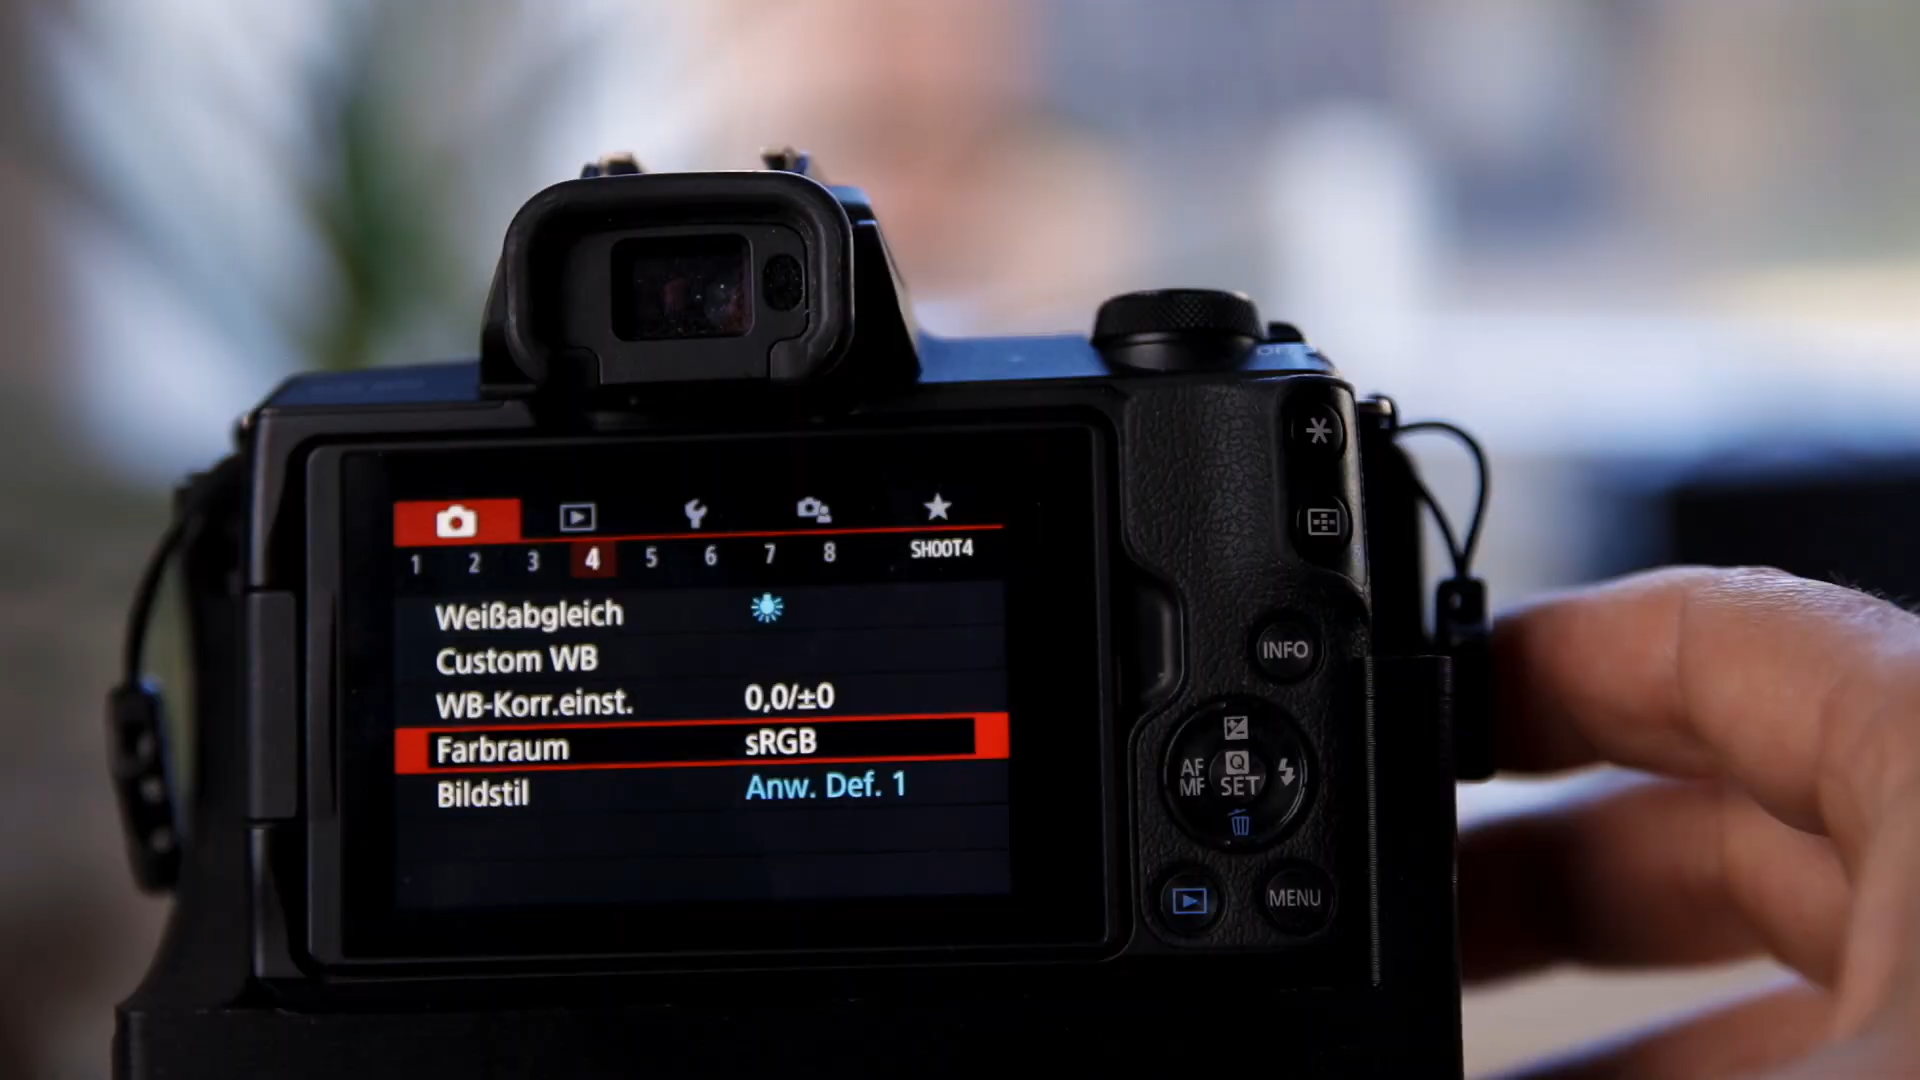 1 2 3 4 5 6 7 8 SHOOT4
Weißabgleich
Custom WB
WB-Korr.einst. 0,0/±0
Farbraum sRGB
Bildstil Anw. Def. 1
INFO
AF
MF
Q
SET
MENU